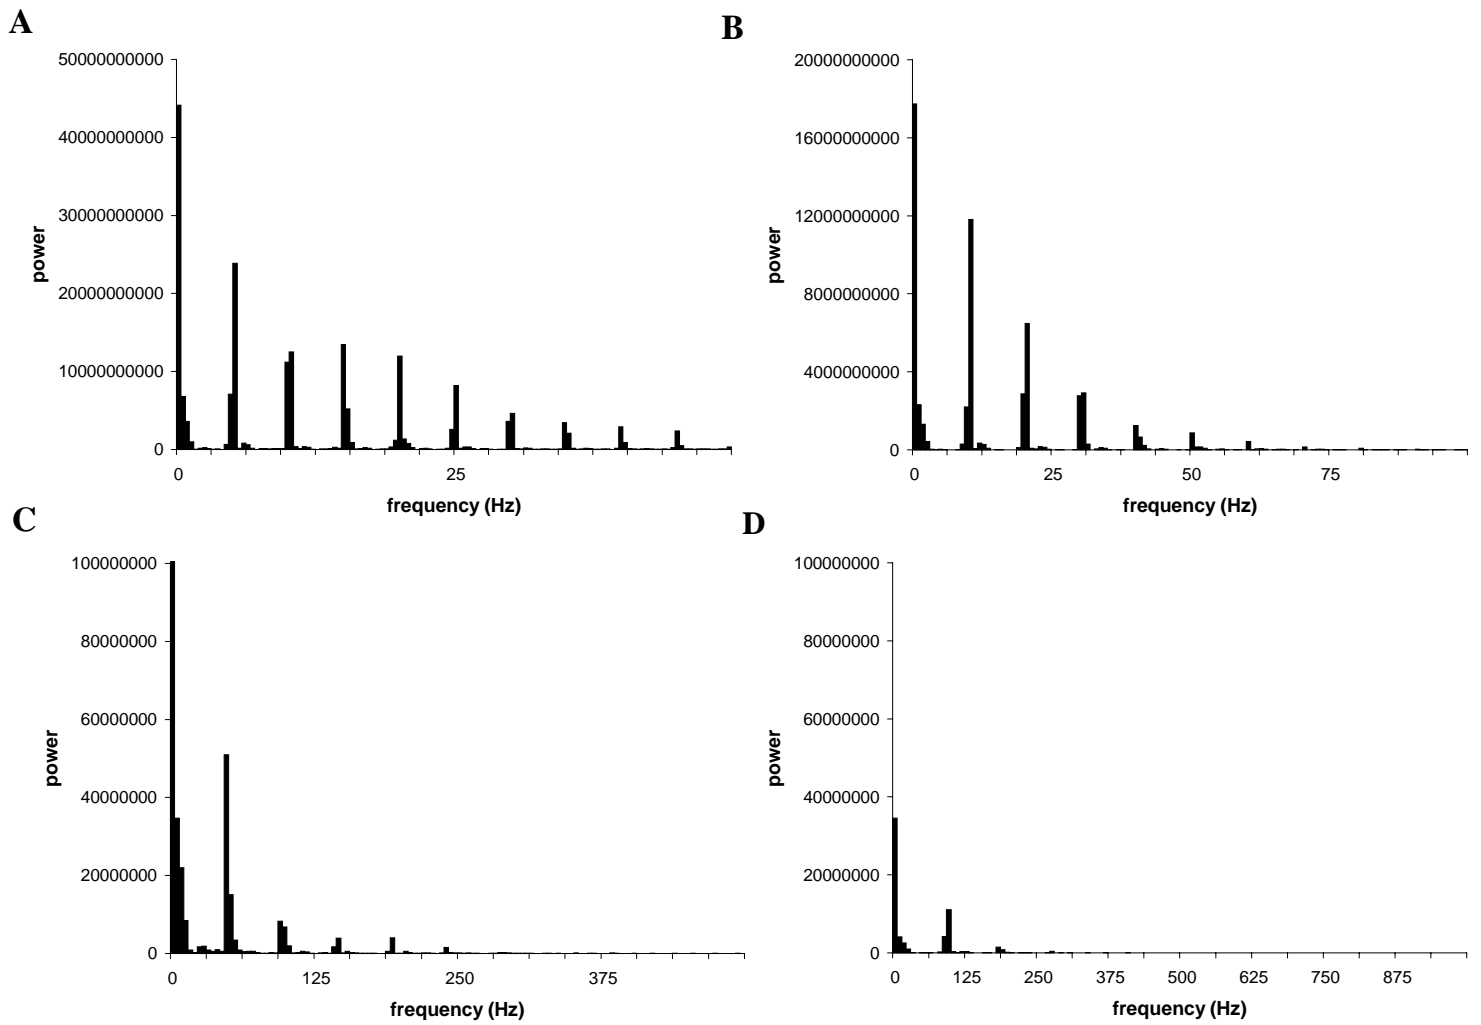 A
50000000000
40000000000
30000000000
20000000000
10000000000
0
power
0 25
frequency (Hz)
B
20000000000
16000000000
12000000000
8000000000
4000000000
0
power
0 25 50 75
frequency (Hz)
C
100000000
80000000
60000000
40000000
20000000
0
power
0 125 250 375
frequency (Hz)
D
100000000
80000000
60000000
40000000
20000000
0
power
0 125 250 375 500 625 750 875
frequency (Hz)